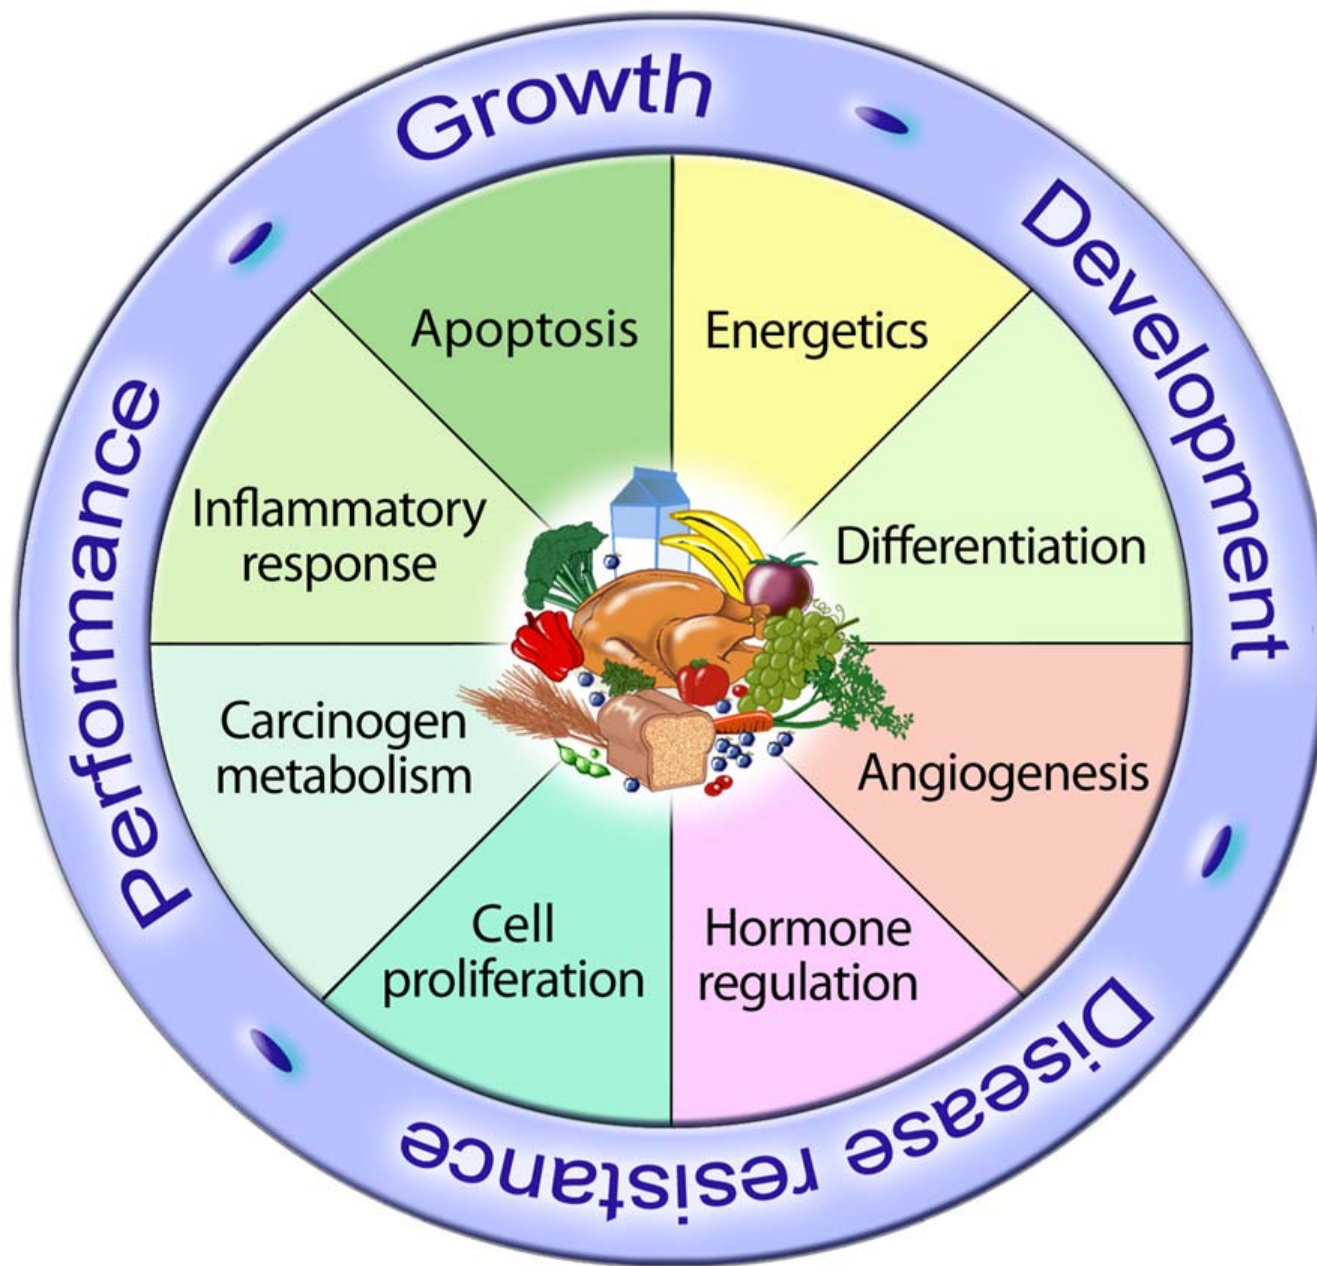 Growth
Development
Disease resistance
Performance
Apoptosis
Energetics
Differentiation
Angiogenesis
Hormone
regulation
Cell
proliferation
Carcinogen
metabolism
Inflammatory
response